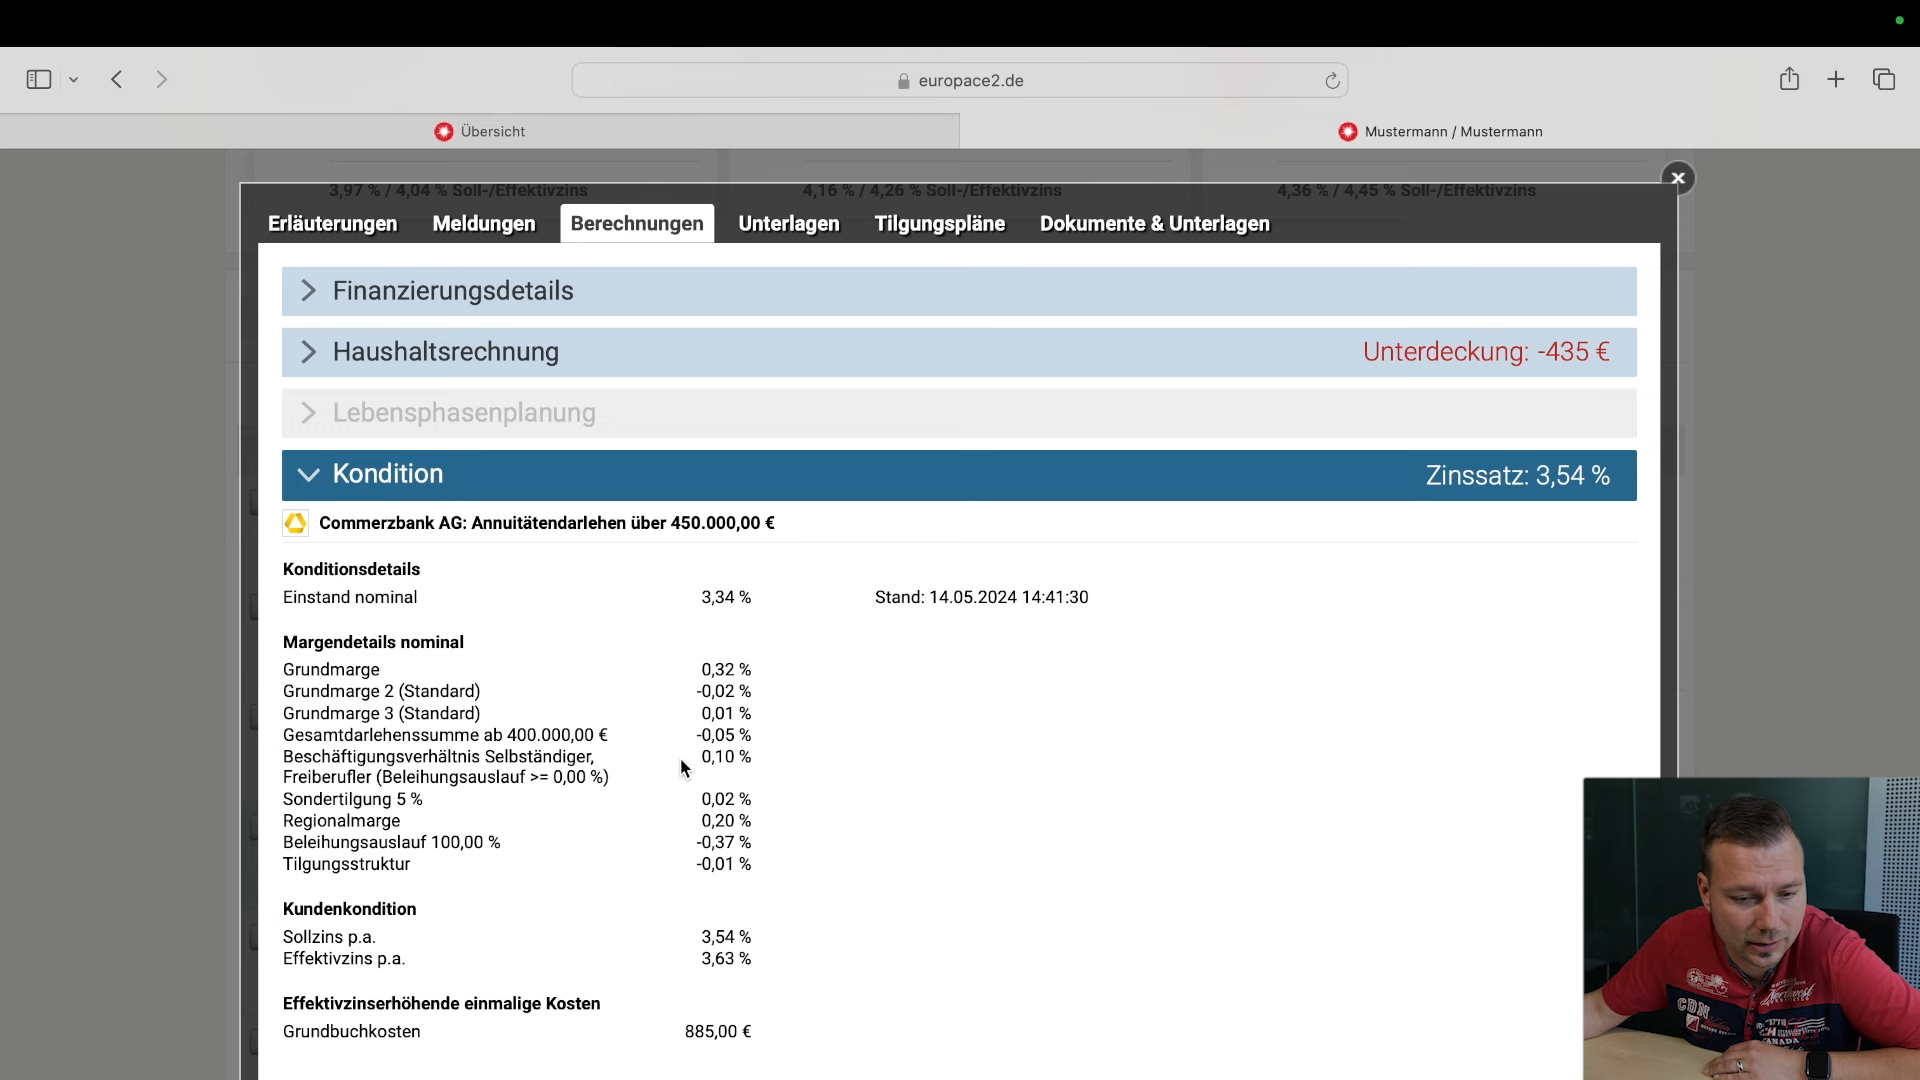 europace2.de
Übersicht
Mustermann / Mustermann
3,97 % / 4,04 % Soll-/Effektivzins
4,16 % / 4,26 % Soll-/Effektivzins
4,36 % / 4,45 % Soll-/Effektivzins
Erläuterungen
Meldungen
Berechnungen
Unterlagen
Tilgungspläne
Dokumente & Unterlagen
Finanzierungsdetails
Haushaltsrechnung
Unterdeckung: -435 €
Lebensphasenplanung
Kondition
Zinssatz: 3,54 %
Commerzbank AG: Annuitätendarlehen über 450.000,00 €
Konditionsdetails
Einstand nominal 3,34 % Stand: 14.05.2024 14:41:30
Margendetails nominal
Grundmarge 0,32 %
Grundmarge 2 (Standard) -0,02 %
Grundmarge 3 (Standard) 0,01 %
Gesamtdarlehenssumme ab 400.000,00 € -0,05 %
Beschäftigungsverhältnis Selbständiger, 0,10 %
Freiberufler (Beleihungsauslauf >= 0,00 %)
Sondertilgung 5 % 0,02 %
Regionalmarge 0,20 %
Beleihungsauslauf 100,00 % -0,37 %
Tilgungsstruktur -0,01 %
Kundenkondition
Sollzins p.a. 3,54 %
Effektivzins p.a. 3,63 %
Effektivzinserhöhende einmalige Kosten
Grundbuchkosten 885,00 €
CDN
CANADA